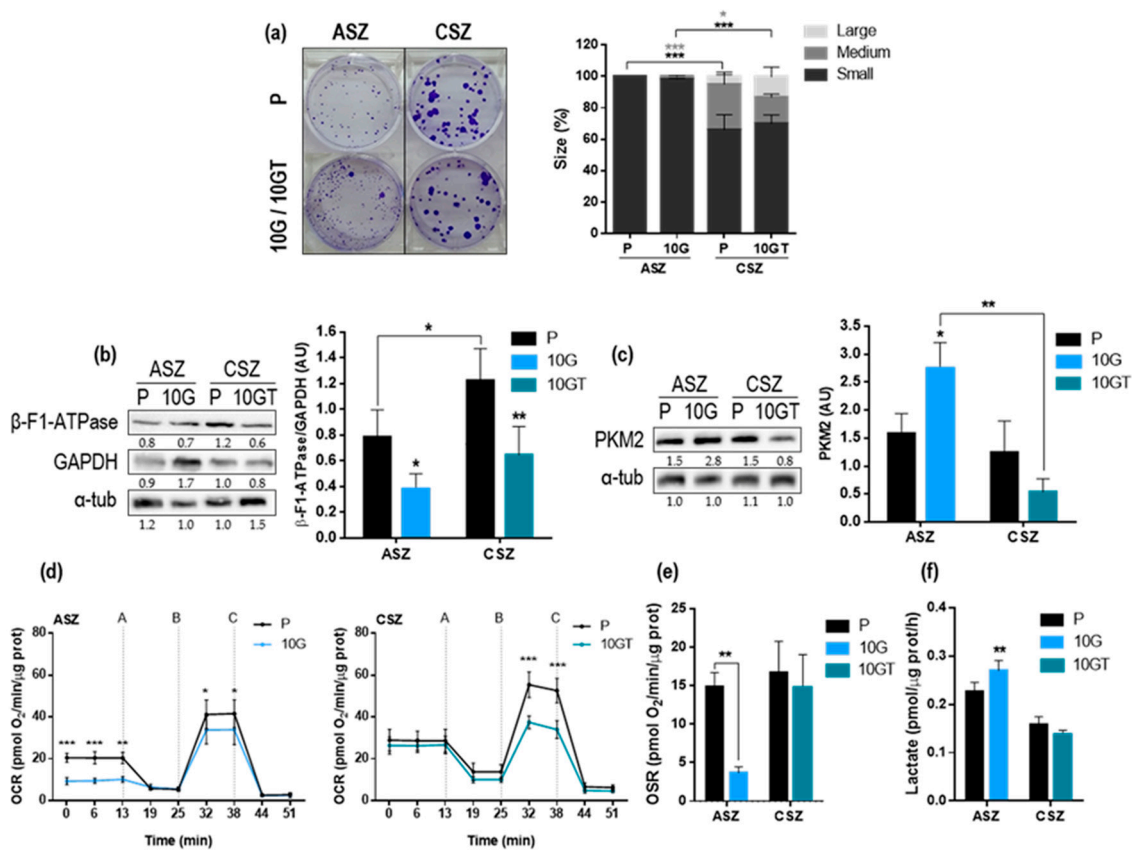 (a)
ASZ CSZ
P
10G / 10GT
Large
Medium
Small
* 
***
***
***
Size (%)
120
100
80
60
40
20
0
P 10G P 10GT
ASZ CSZ
(b)
ASZ CSZ
P 10G P 10GT
β-F1-ATPase
0.8 0.7 1.2 0.6
GAPDH
0.9 1.7 1.0 0.8
α-tub
1.2 1.0 1.0 1.5
β-F1-ATPase/GAPDH (AU)
1.6
1.4
1.2
1.0
0.8
0.6
0.4
0.2
0.0
*
*
**
P
10G
10GT
ASZ CSZ
(c)
ASZ CSZ
P 10G P 10GT
PKM2
1.5 2.8 1.5 0.8
α-tub
1.0 1.0 1.1 1.0
PKM2 (AU)
3.5
3.0
2.5
2.0
1.5
1.0
0.5
0.0
**
*
P
10G
10GT
ASZ CSZ
(d)
ASZ A B C
P
10G
OCR (pmol O2/min/μg prot)
80
60
40
20
0
*** *** ** * *
0 6 13 19 25 32 38 44 51
Time (min)
CSZ A B C
P
10GT
OCR (pmol O2/min/μg prot)
80
60
40
20
0
*** ***
0 6 13 19 25 32 38 44 51
Time (min)
(e)
OSR (pmol O2/min/μg prot)
25
20
15
10
5
0
**
P
10G
10GT
ASZ CSZ
(f)
Lactate (pmol/μg prot/h)
0.4
0.3
0.2
0.1
0.0
**
P
10G
10GT
ASZ CSZ